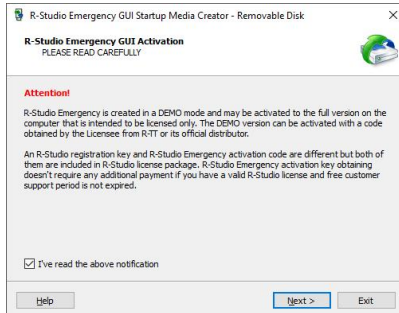 R-Studio Emergency GUI Startup Media Creator - Removable Disk
R-Studio Emergency GUI Activation
PLEASE READ CAREFULLY
Attention!
R-Studio Emergency is created in a DEMO mode and may be activated to the full version on the
computer that is intended to be licensed only. The DEMO version can be activated with a code
obtained by the Licensee from R-TT or its official distributor.
An R-Studio registration key and R-Studio Emergency activation code are different but both of
them are included in R-Studio license package. R-Studio Emergency activation key obtaining
doesn't require any additional payment if you have a valid R-Studio license and free customer
support period is not expired.
I've read the above notification
Help Next > Exit